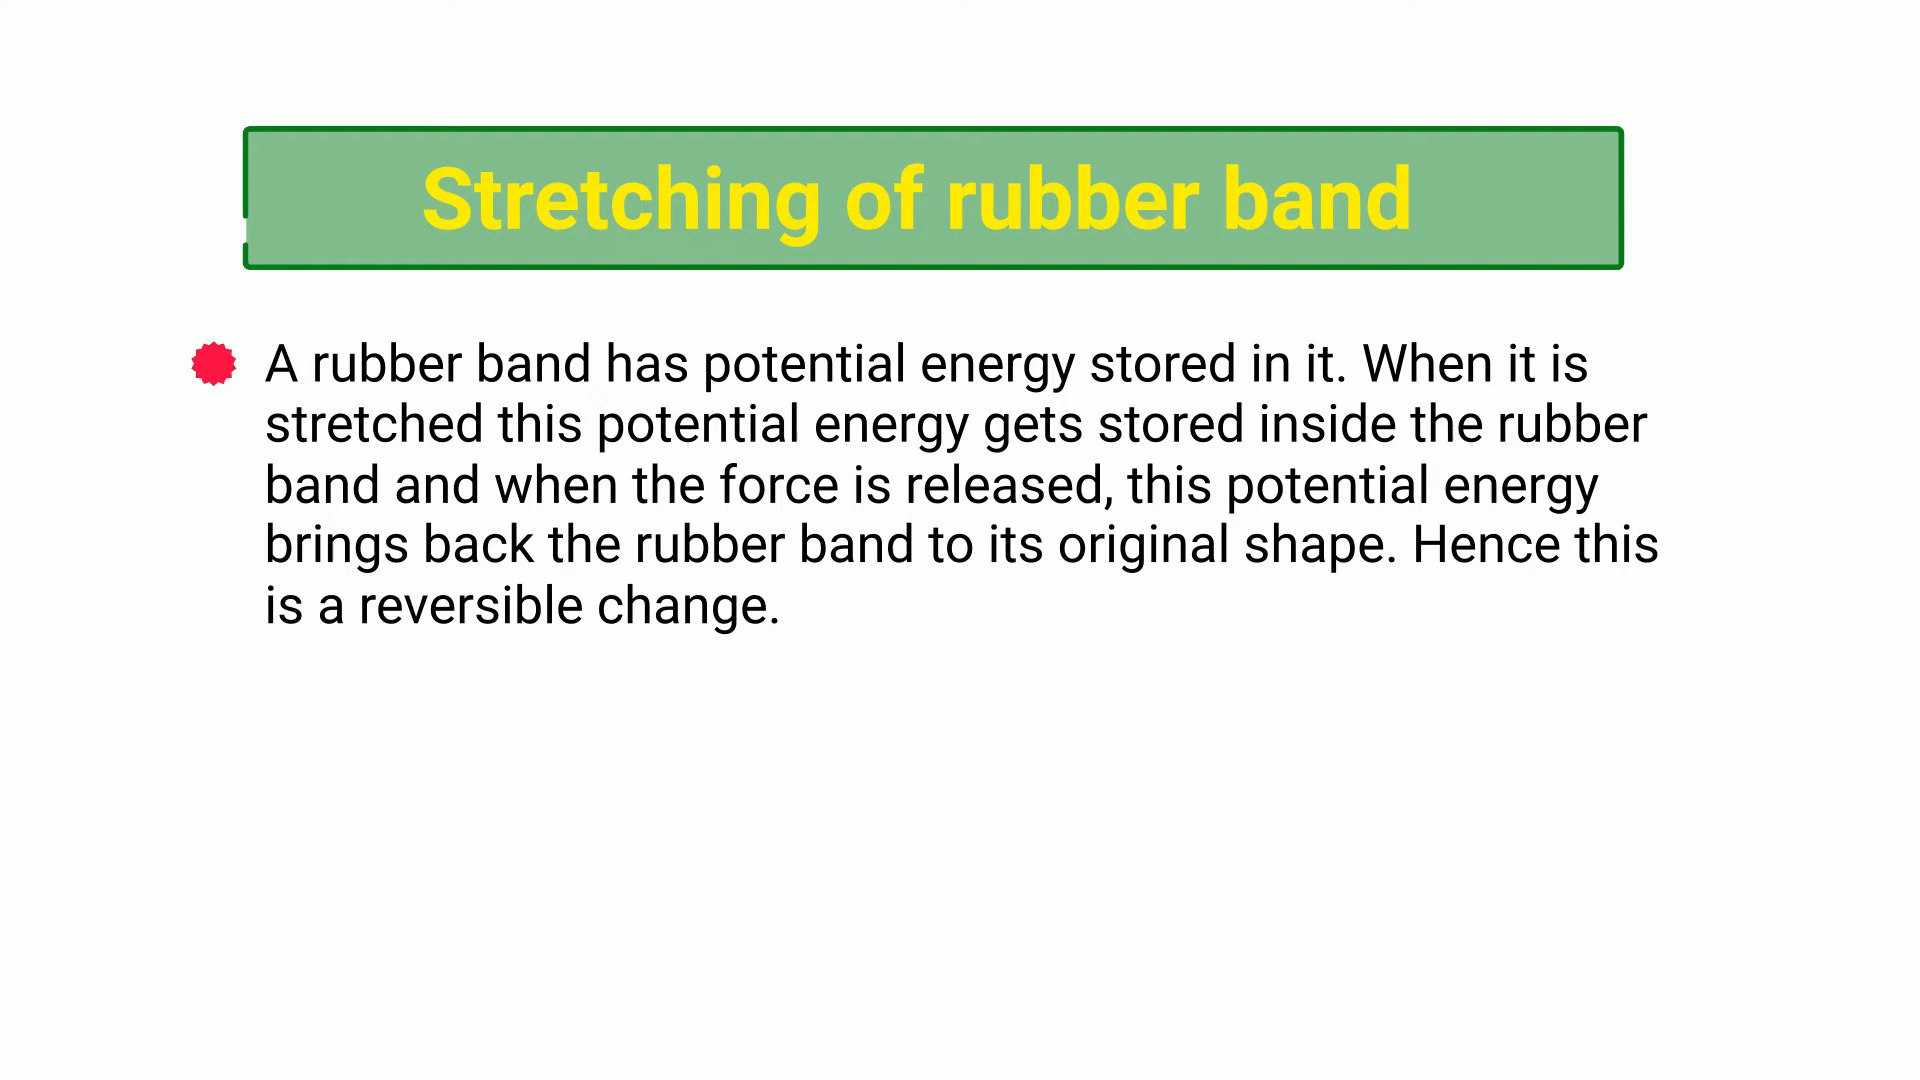 Stretching of rubber band
A rubber band has potential energy stored in it. When it is
stretched this potential energy gets stored inside the rubber
band and when the force is released, this potential energy
brings back the rubber band to its original shape. Hence this
is a reversible change.